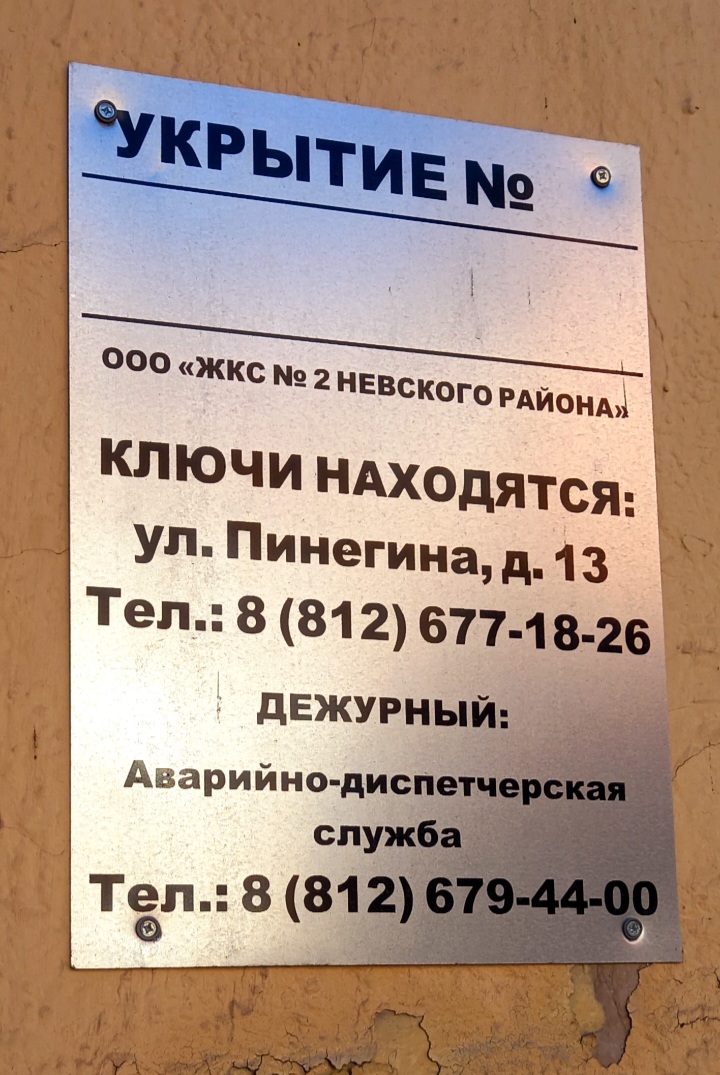 УКРЫТИЕ №
ООО «ЖКС № 2 НЕВСКОГО РАЙОНА»
КЛЮЧИ НАХОДЯТСЯ:
ул. Пинегина, д. 13
Тел.: 8 (812) 677-18-26
ДЕЖУРНЫЙ:
Аварийно-диспетчерская
служба
Тел.: 8 (812) 679-44-00